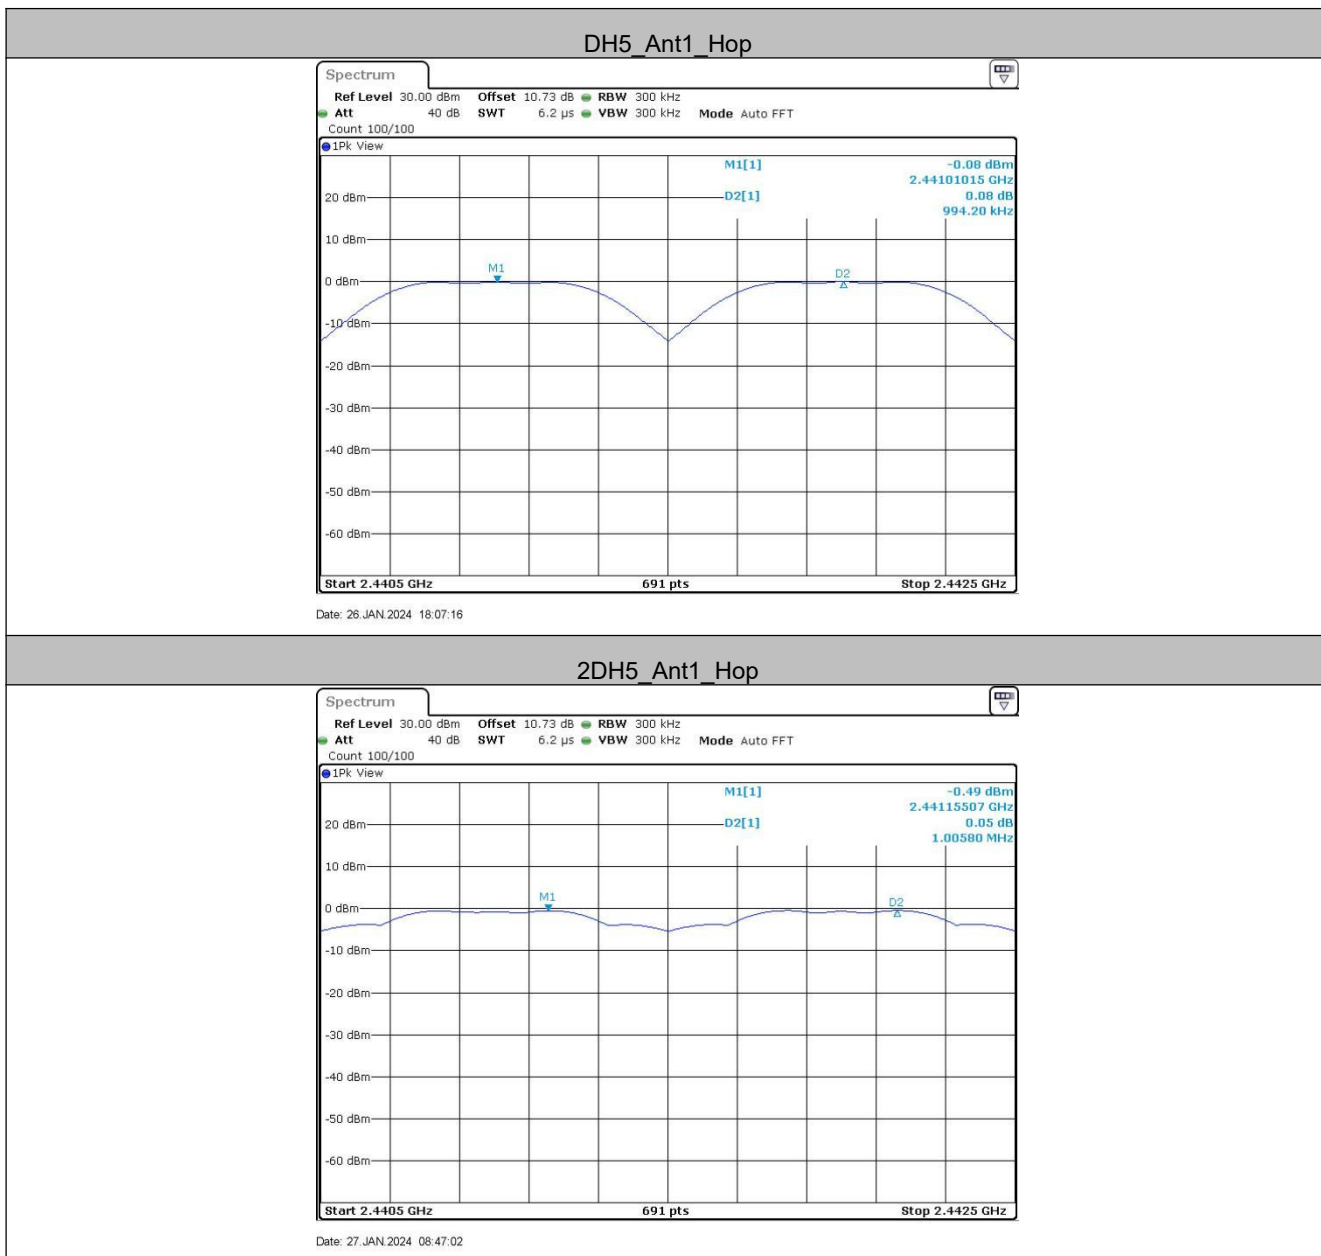 DH5_Ant1_Hop
Spectrum
Ref Level 30.00 dBm Offset 10.73 dB RBW 300 kHz
Att 40 dB SWT 6.2 µs VBW 300 kHz Mode Auto FFT
Count 100/100
1Pk View
M1[1] -0.08 dBm
2.44101015 GHz
20 dBm D2[1] 0.08 dB
994.20 kHz
10 dBm
M1
D2
0 dBm
-10 dBm
-20 dBm
-30 dBm
-40 dBm
-50 dBm
-60 dBm
Start 2.4405 GHz 691 pts Stop 2.4425 GHz
Date: 26.JAN.2024 18:07:16
2DH5_Ant1_Hop
Spectrum
Ref Level 30.00 dBm Offset 10.73 dB RBW 300 kHz
Att 40 dB SWT 6.2 µs VBW 300 kHz Mode Auto FFT
Count 100/100
1Pk View
M1[1] -0.49 dBm
2.44115507 GHz
20 dBm D2[1] 0.05 dB
1.00580 MHz
10 dBm
M1
D2
0 dBm
-10 dBm
-20 dBm
-30 dBm
-40 dBm
-50 dBm
-60 dBm
Start 2.4405 GHz 691 pts Stop 2.4425 GHz
Date: 27.JAN.2024 08:47:02